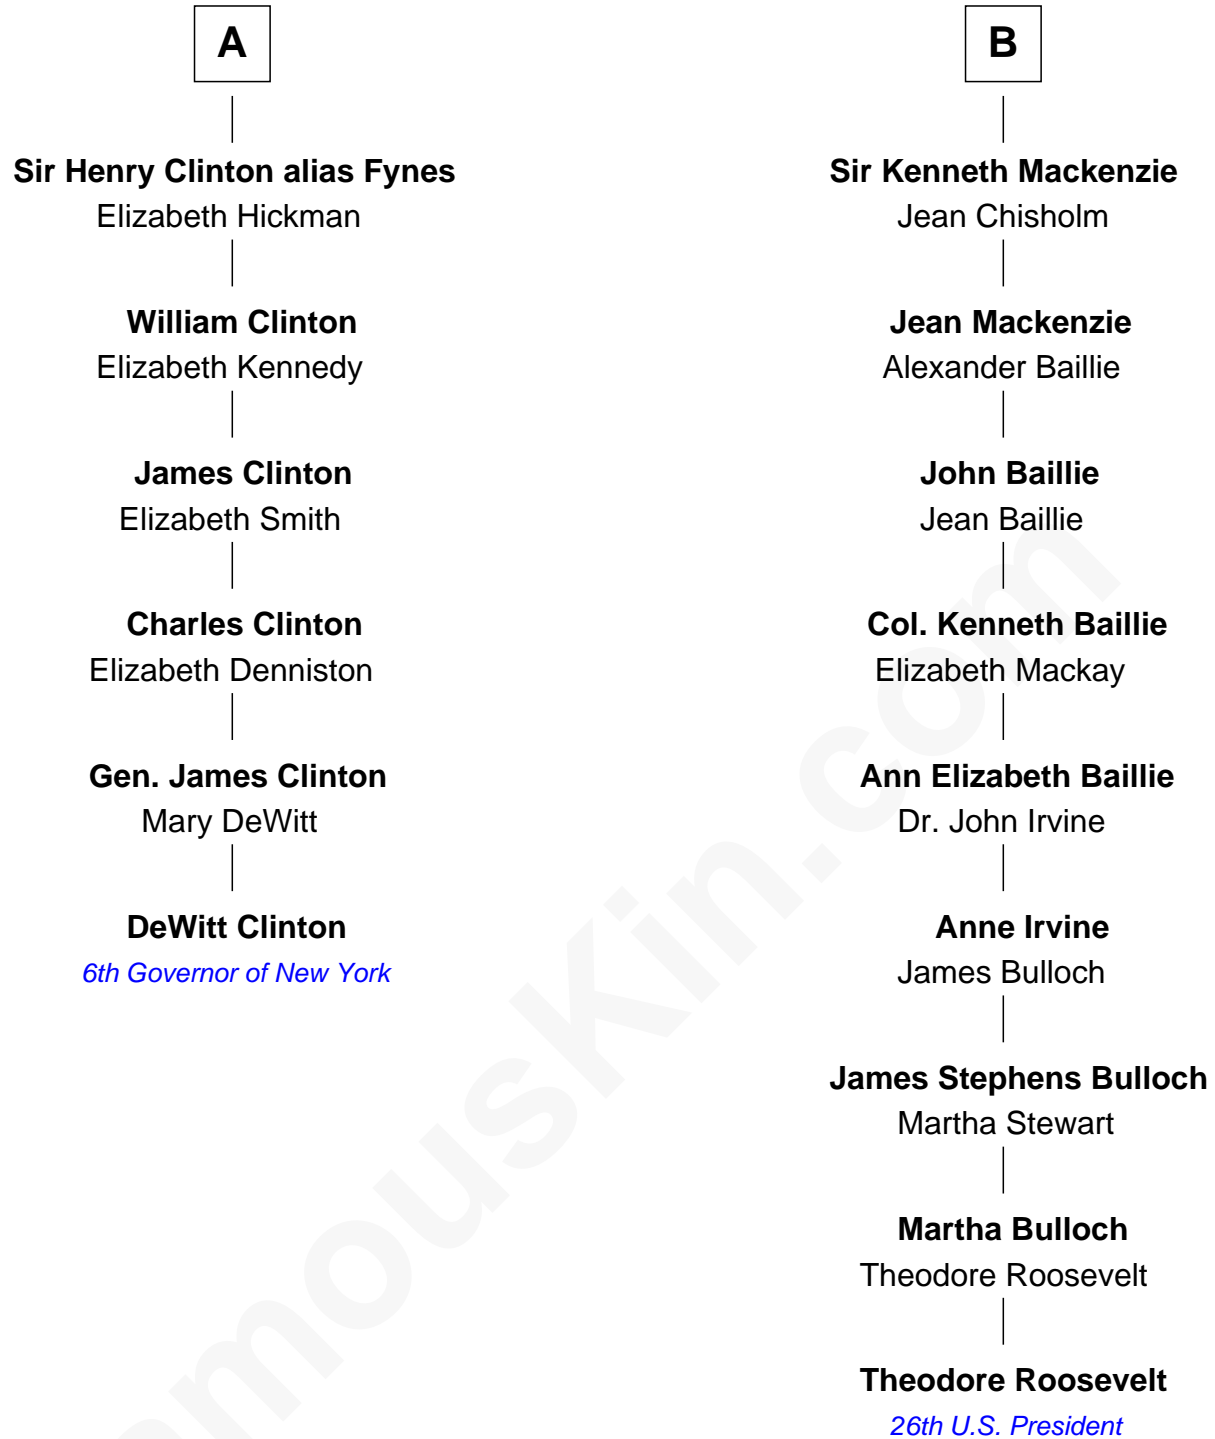 A
Sir Henry Clinton alias Fynes
Elizabeth Hickman
William Clinton
Elizabeth Kennedy
James Clinton
Elizabeth Smith
Charles Clinton
Elizabeth Denniston
Gen. James Clinton
Mary DeWitt
DeWitt Clinton
6th Governor of New York
B
Sir Kenneth Mackenzie
Jean Chisholm
Jean Mackenzie
Alexander Baillie
John Baillie
Jean Baillie
Col. Kenneth Baillie
Elizabeth Mackay
Ann Elizabeth Baillie
Dr. John Irvine
Anne Irvine
James Bulloch
James Stephens Bulloch
Martha Stewart
Martha Bulloch
Theodore Roosevelt
Theodore Roosevelt
26th U.S. President
amouskin.com